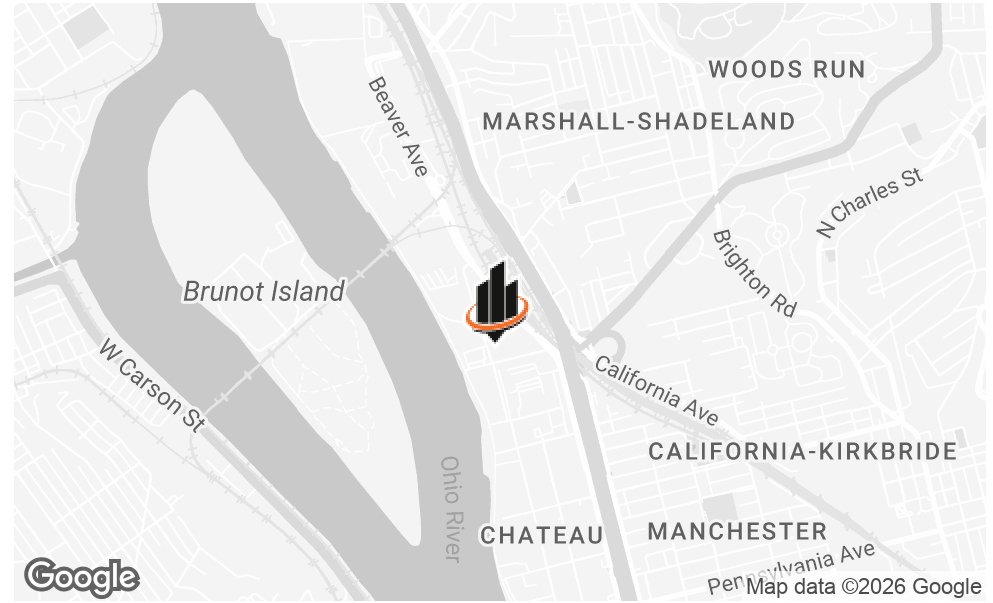 WOODS RUN
Beaver Ave
MARSHALL-SHADELAND
N Charles St
Brighton Rd
Brunot Island
W Carson St
California Ave
CALIFORNIA-KIRKBRIDE
Ohio River
CHATEAU
MANCHESTER
Pennsylvania Ave
Google
Map data ©2026 Google